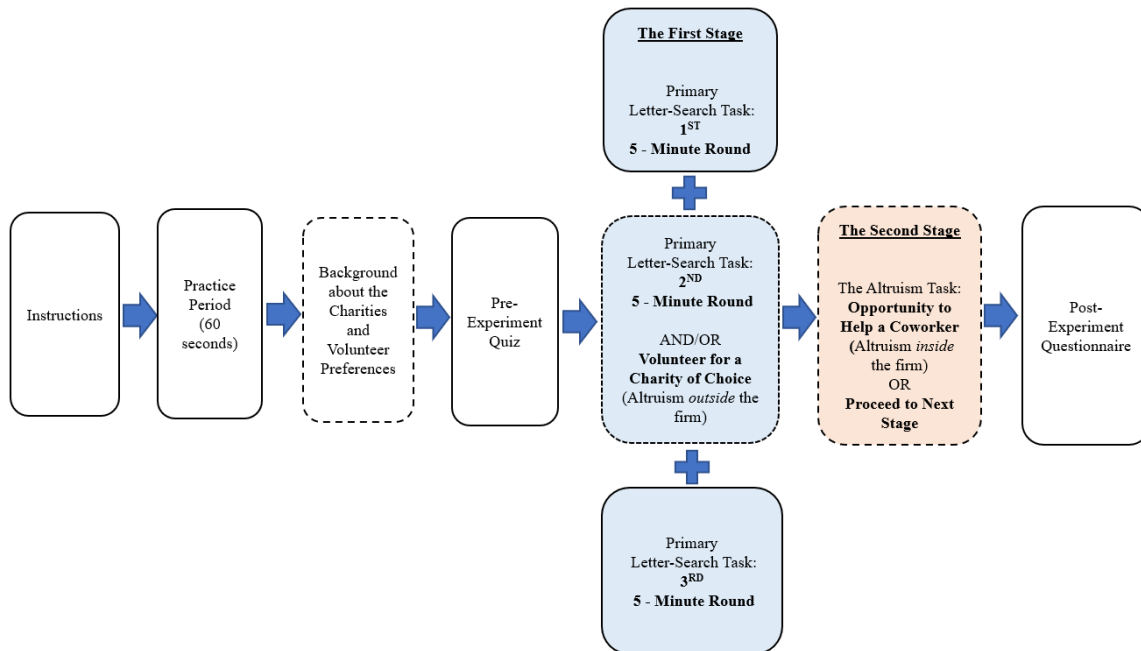 Instructions
Practice
Period
(60
seconds)
Background
about the
Charities
and
Volunteer
Preferences
Pre-
Experiment
Quiz
The First Stage
Primary
Letter-Search Task:
1ST
5 - Minute Round
Primary
Letter-Search Task:
2ND
5 - Minute Round
AND/OR
Volunteer for a
Charity of Choice
(Altruism outside the
firm)
Primary
Letter-Search Task:
3RD
5 - Minute Round
The Second Stage
The Altruism Task:
Opportunity to
Help a Coworker
(Altruism inside
the firm)
OR
Proceed to Next
Stage
Post-
Experiment
Questionnaire